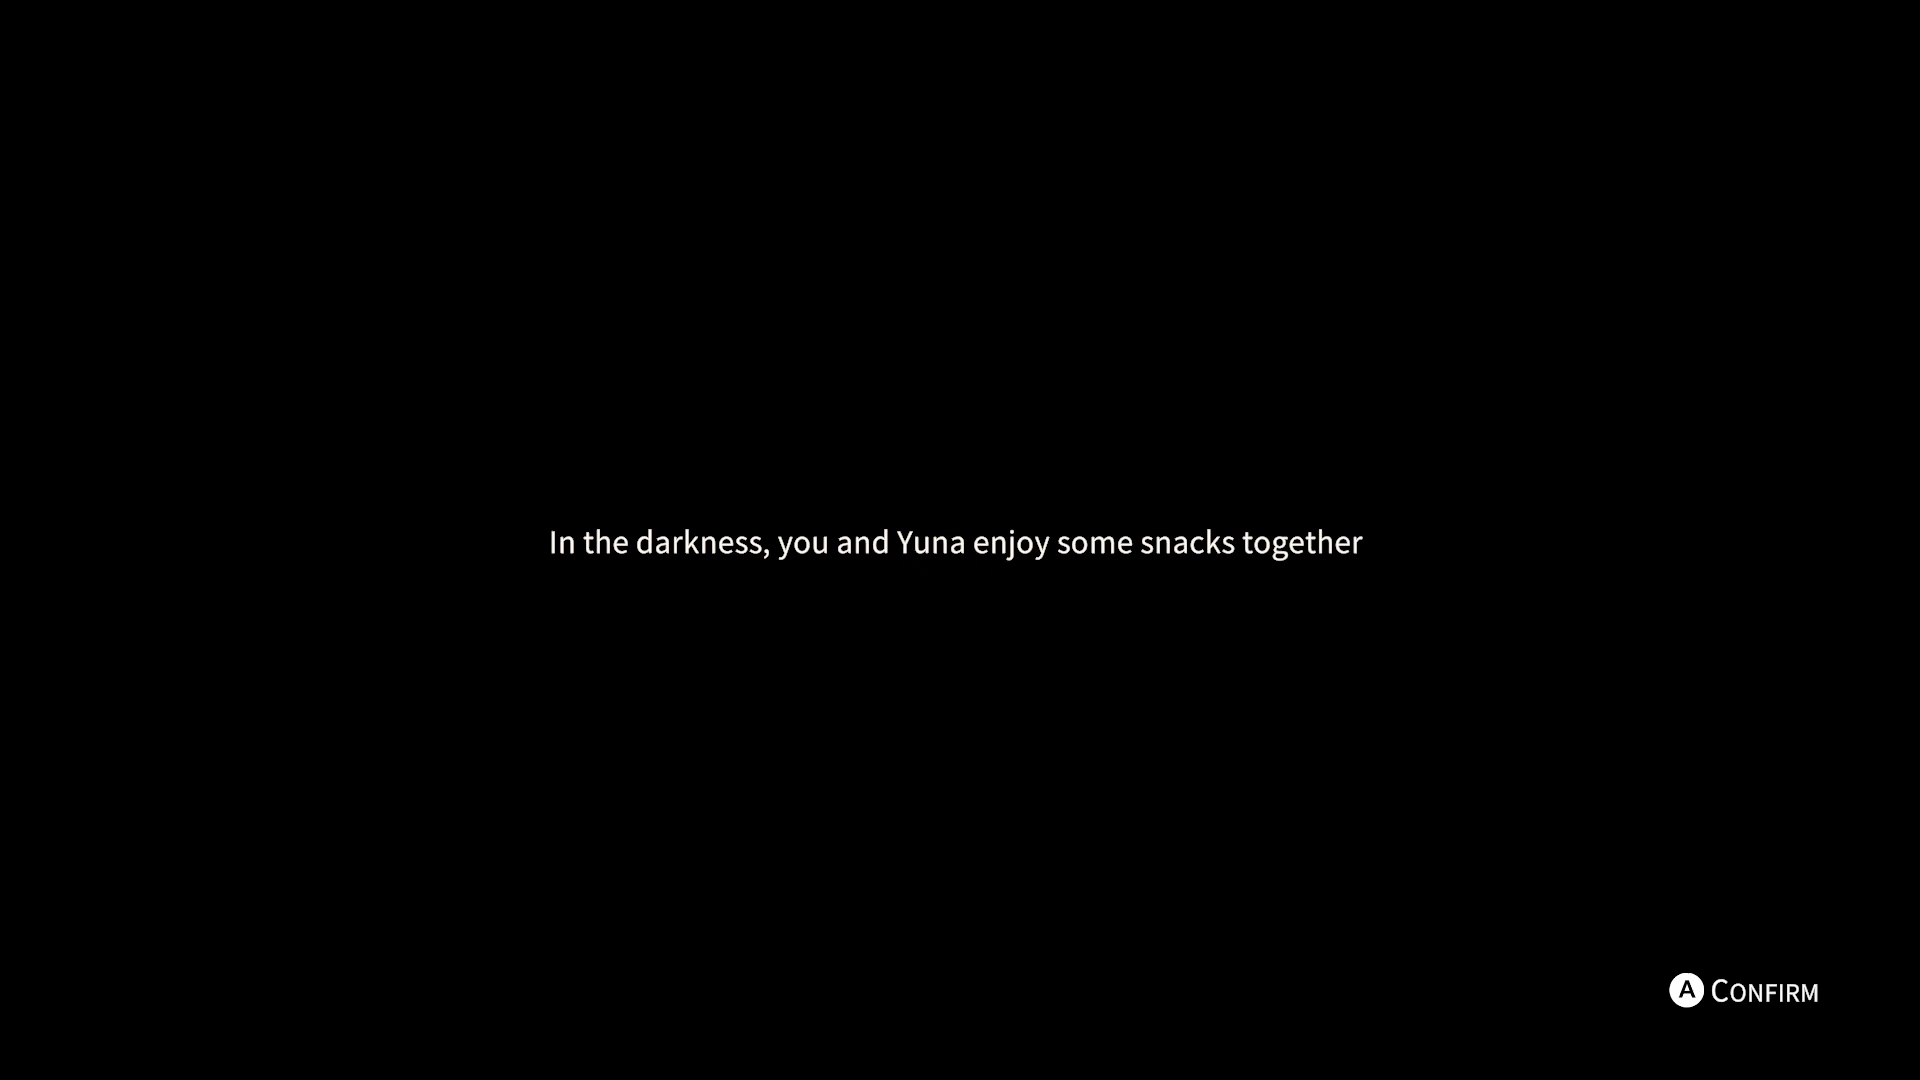 In the darkness, you and Yuna enjoy some snacks together
A CONFIRM